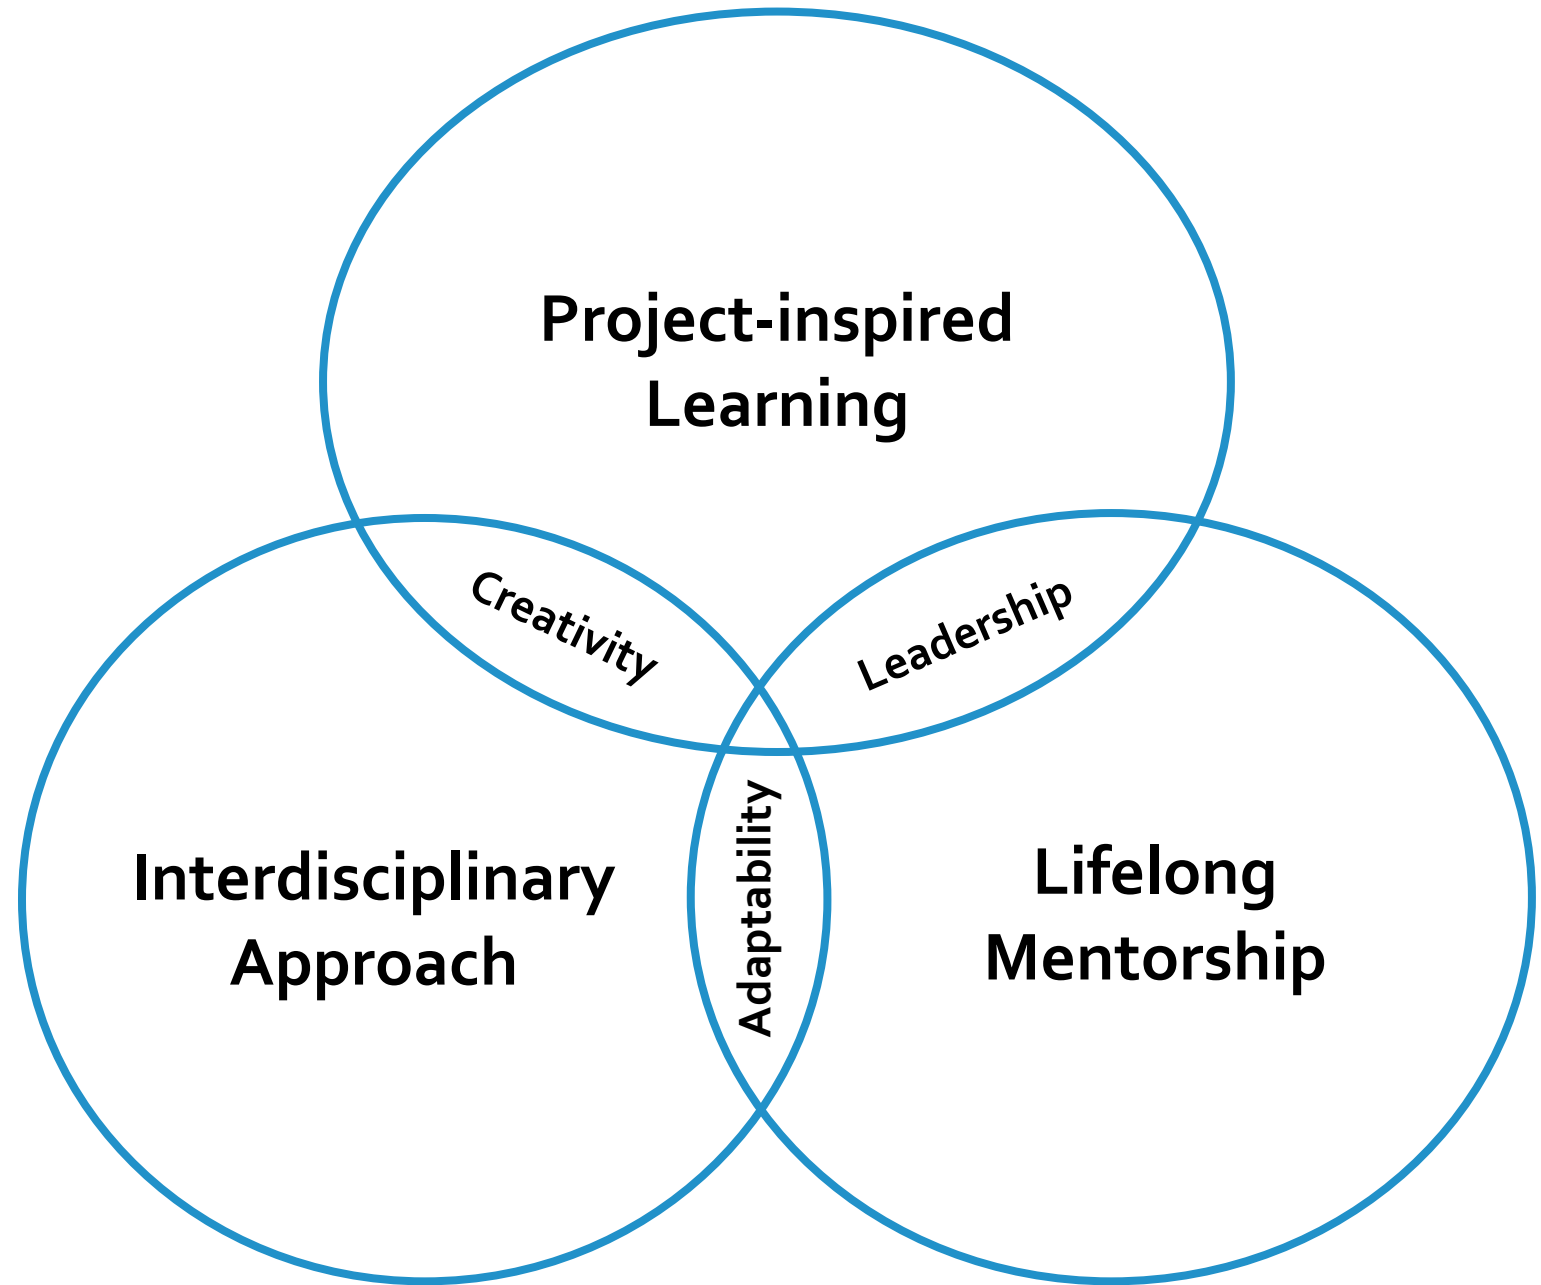 Project-inspired
Learning
Creativity
Leadership
Adaptability
Interdisciplinary
Approach
Lifelong
Mentorship